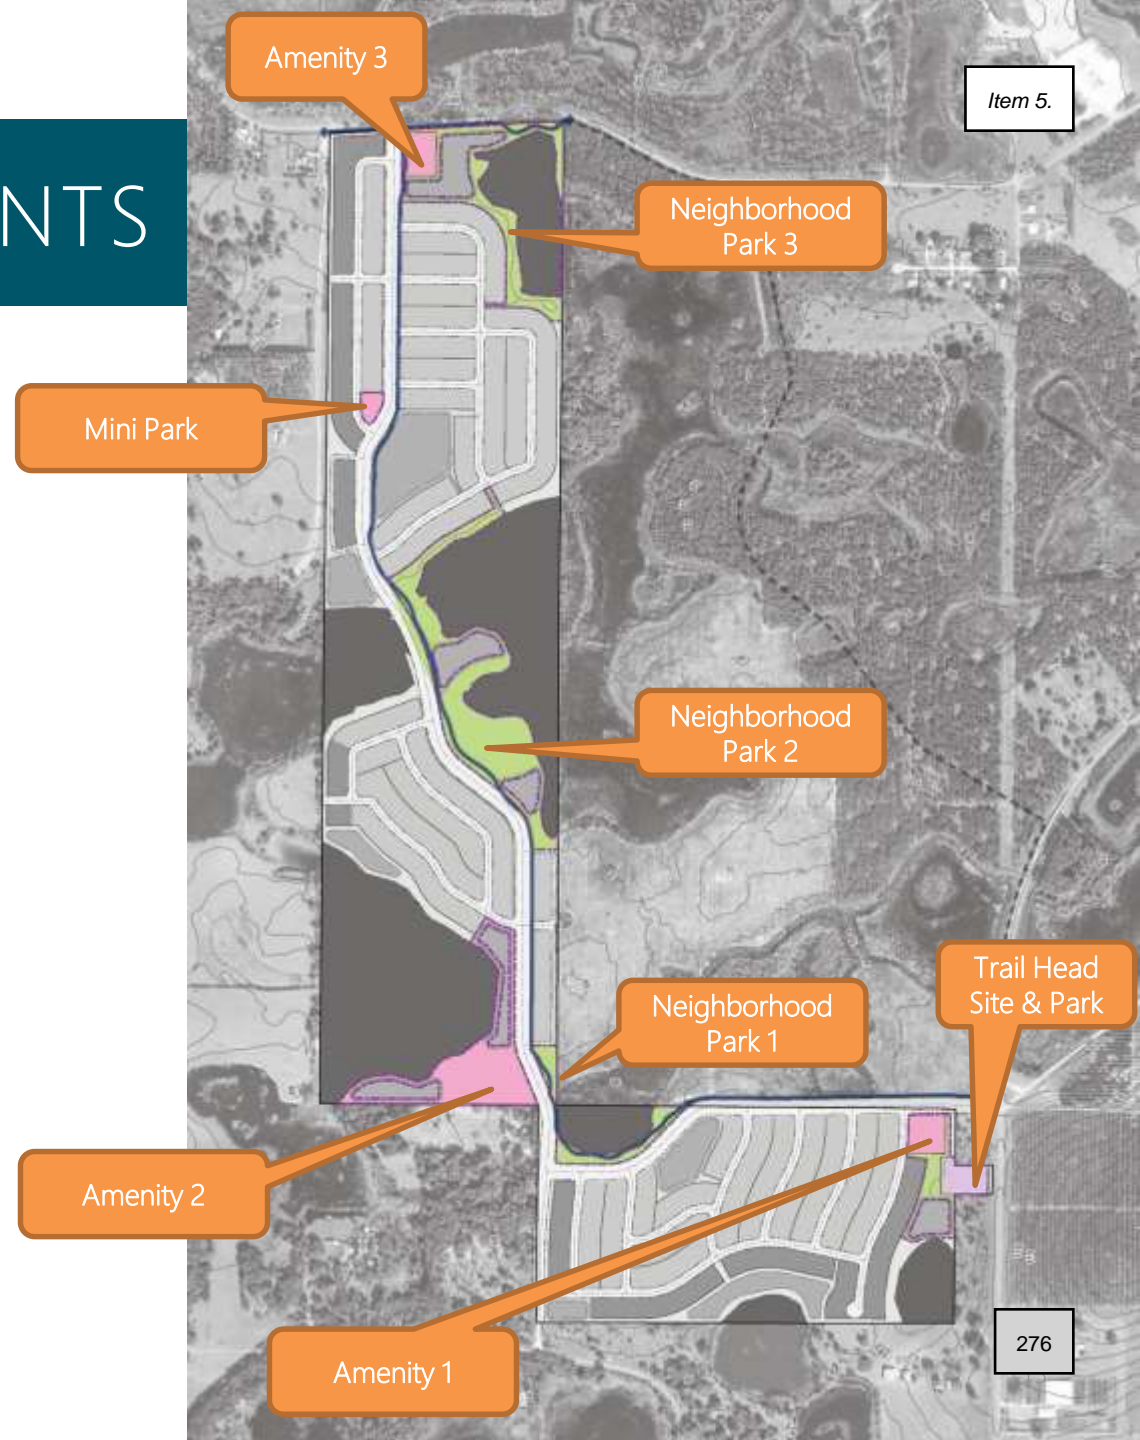 Amenity 3
Item 5.
NTS
Neighborhood
Park 3
Mini Park
Neighborhood
Park 2
Trail Head
Site & Park
Neighborhood
Park 1
Amenity 2
276
Amenity 1